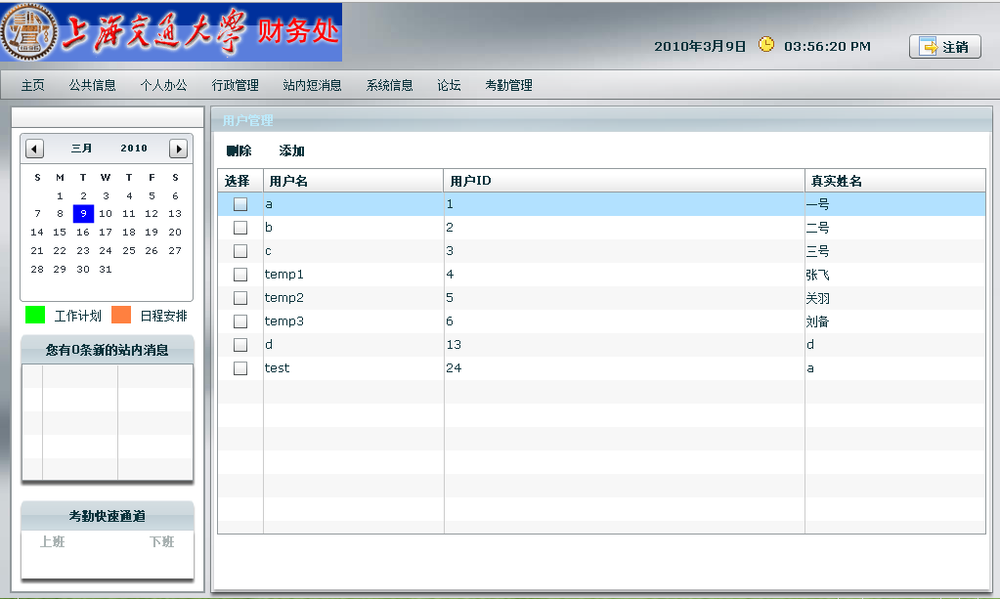 上海交通大学 财务处
2010年3月9日 03:56:20 PM 注销
主页 公共信息 个人办公 行政管理 站内短消息 系统信息 论坛 考勤管理
三月 2010
S M T W T F S
1 2 3 4 5 6
7 8 9 10 11 12 13
14 15 16 17 18 19 20
21 22 23 24 25 26 27
28 29 30 31
工作计划 日程安排
您有0条新的站内消息
考勤快速通道
上班 下班
用户管理
删除 添加
选择 用户名 用户ID 真实姓名
a 1 一号
b 2 二号
c 3 三号
temp1 4 张飞
temp2 5 关羽
temp3 6 刘备
d 13 d
test 24 a